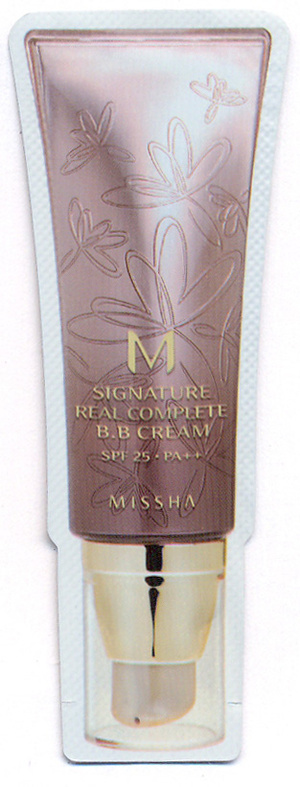 M
SIGNATURE
REAL COMPLETE
B.B CREAM
SPF 25 • PA++
MISSHA